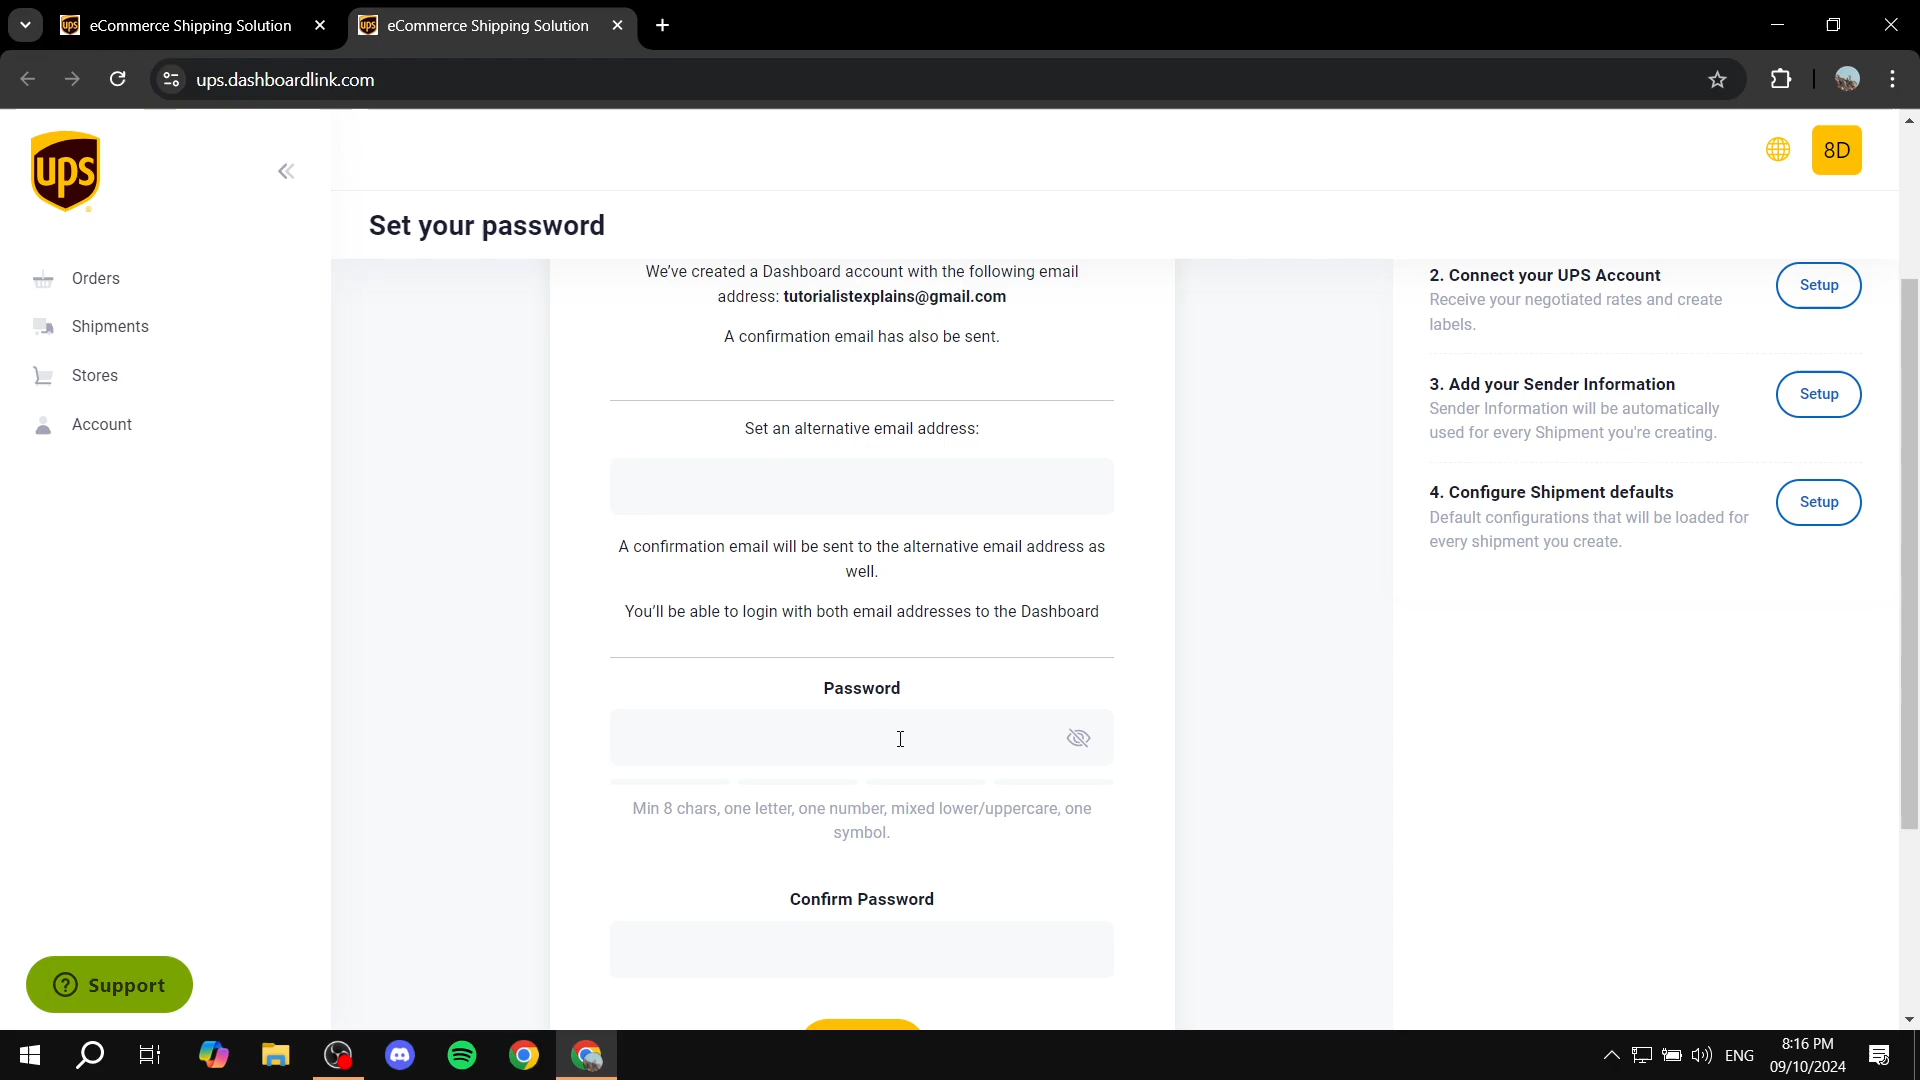 eCommerce Shipping Solution
eCommerce Shipping Solution
ups.dashboardlink.com
ups
8D
Set your password
Orders
Shipments
Stores
Account
We've created a Dashboard account with the following email
address: tutorialistexplains@gmail.com
A confirmation email has also be sent.
Set an alternative email address:
A confirmation email will be sent to the alternative email address as
well.
You'll be able to login with both email addresses to the Dashboard
Password
Min 8 chars, one letter, one number, mixed lower/uppercare, one
symbol.
Confirm Password
2. Connect your UPS Account
Receive your negotiated rates and create
labels.
Setup
3. Add your Sender Information
Sender Information will be automatically
used for every Shipment you're creating.
Setup
4. Configure Shipment defaults
Default configurations that will be loaded for
every shipment you create.
Setup
Support
ENG
8:16 PM
09/10/2024